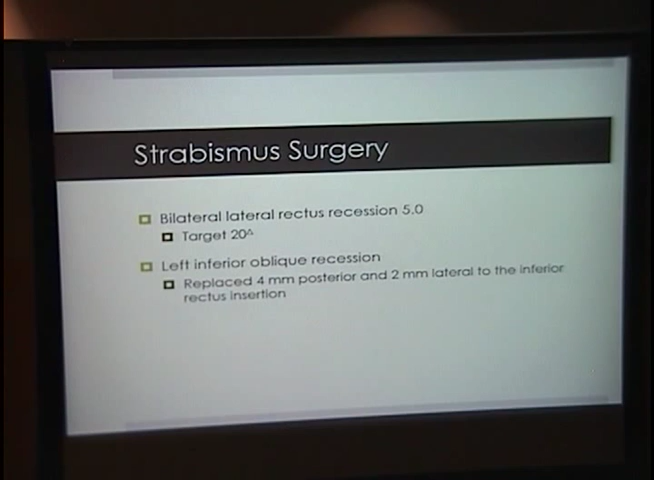 Strabismus Surgery
Bilateral lateral rectus recession 5.0
Target 20^Δ
Left inferior oblique recession
Replaced 4 mm posterior and 2 mm lateral to the inferior
rectus insertion